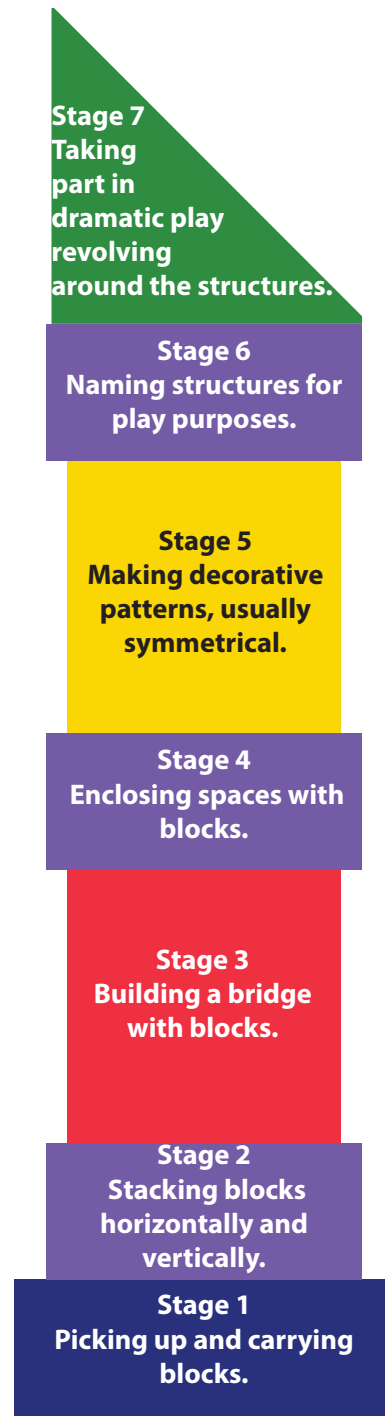 Stage 7
Taking
part in
dramatic play
revolving
around the structures.
Stage 6
Naming structures for
play purposes.
Stage 5
Making decorative
patterns, usually
symmetrical.
Stage 4
Enclosing spaces with
blocks.
Stage 3
Building a bridge
with blocks.
Stage 2
Stacking blocks
horizontally and
vertically.
Stage 1
Picking up and carrying
blocks.